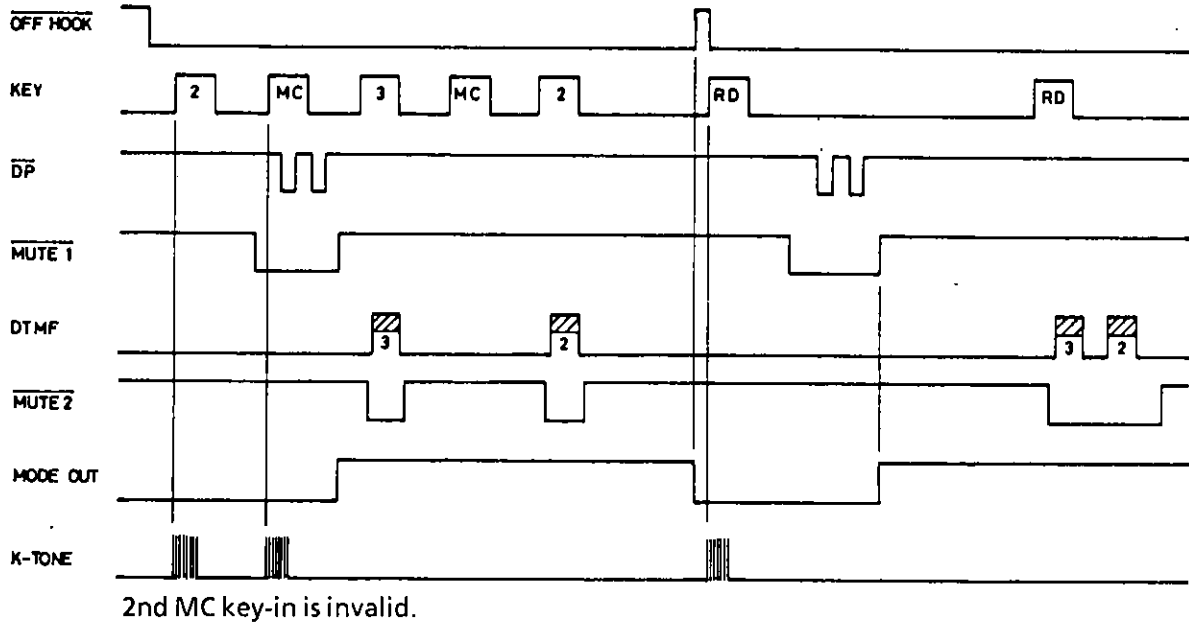 OFF HOOK
KEY 2 MC 3 MC 2 RD RD
DP
MUTE 1
DTMF 3 2 3 2
MUTE 2
MODE OUT
K-TONE
2nd MC key-in is invalid.